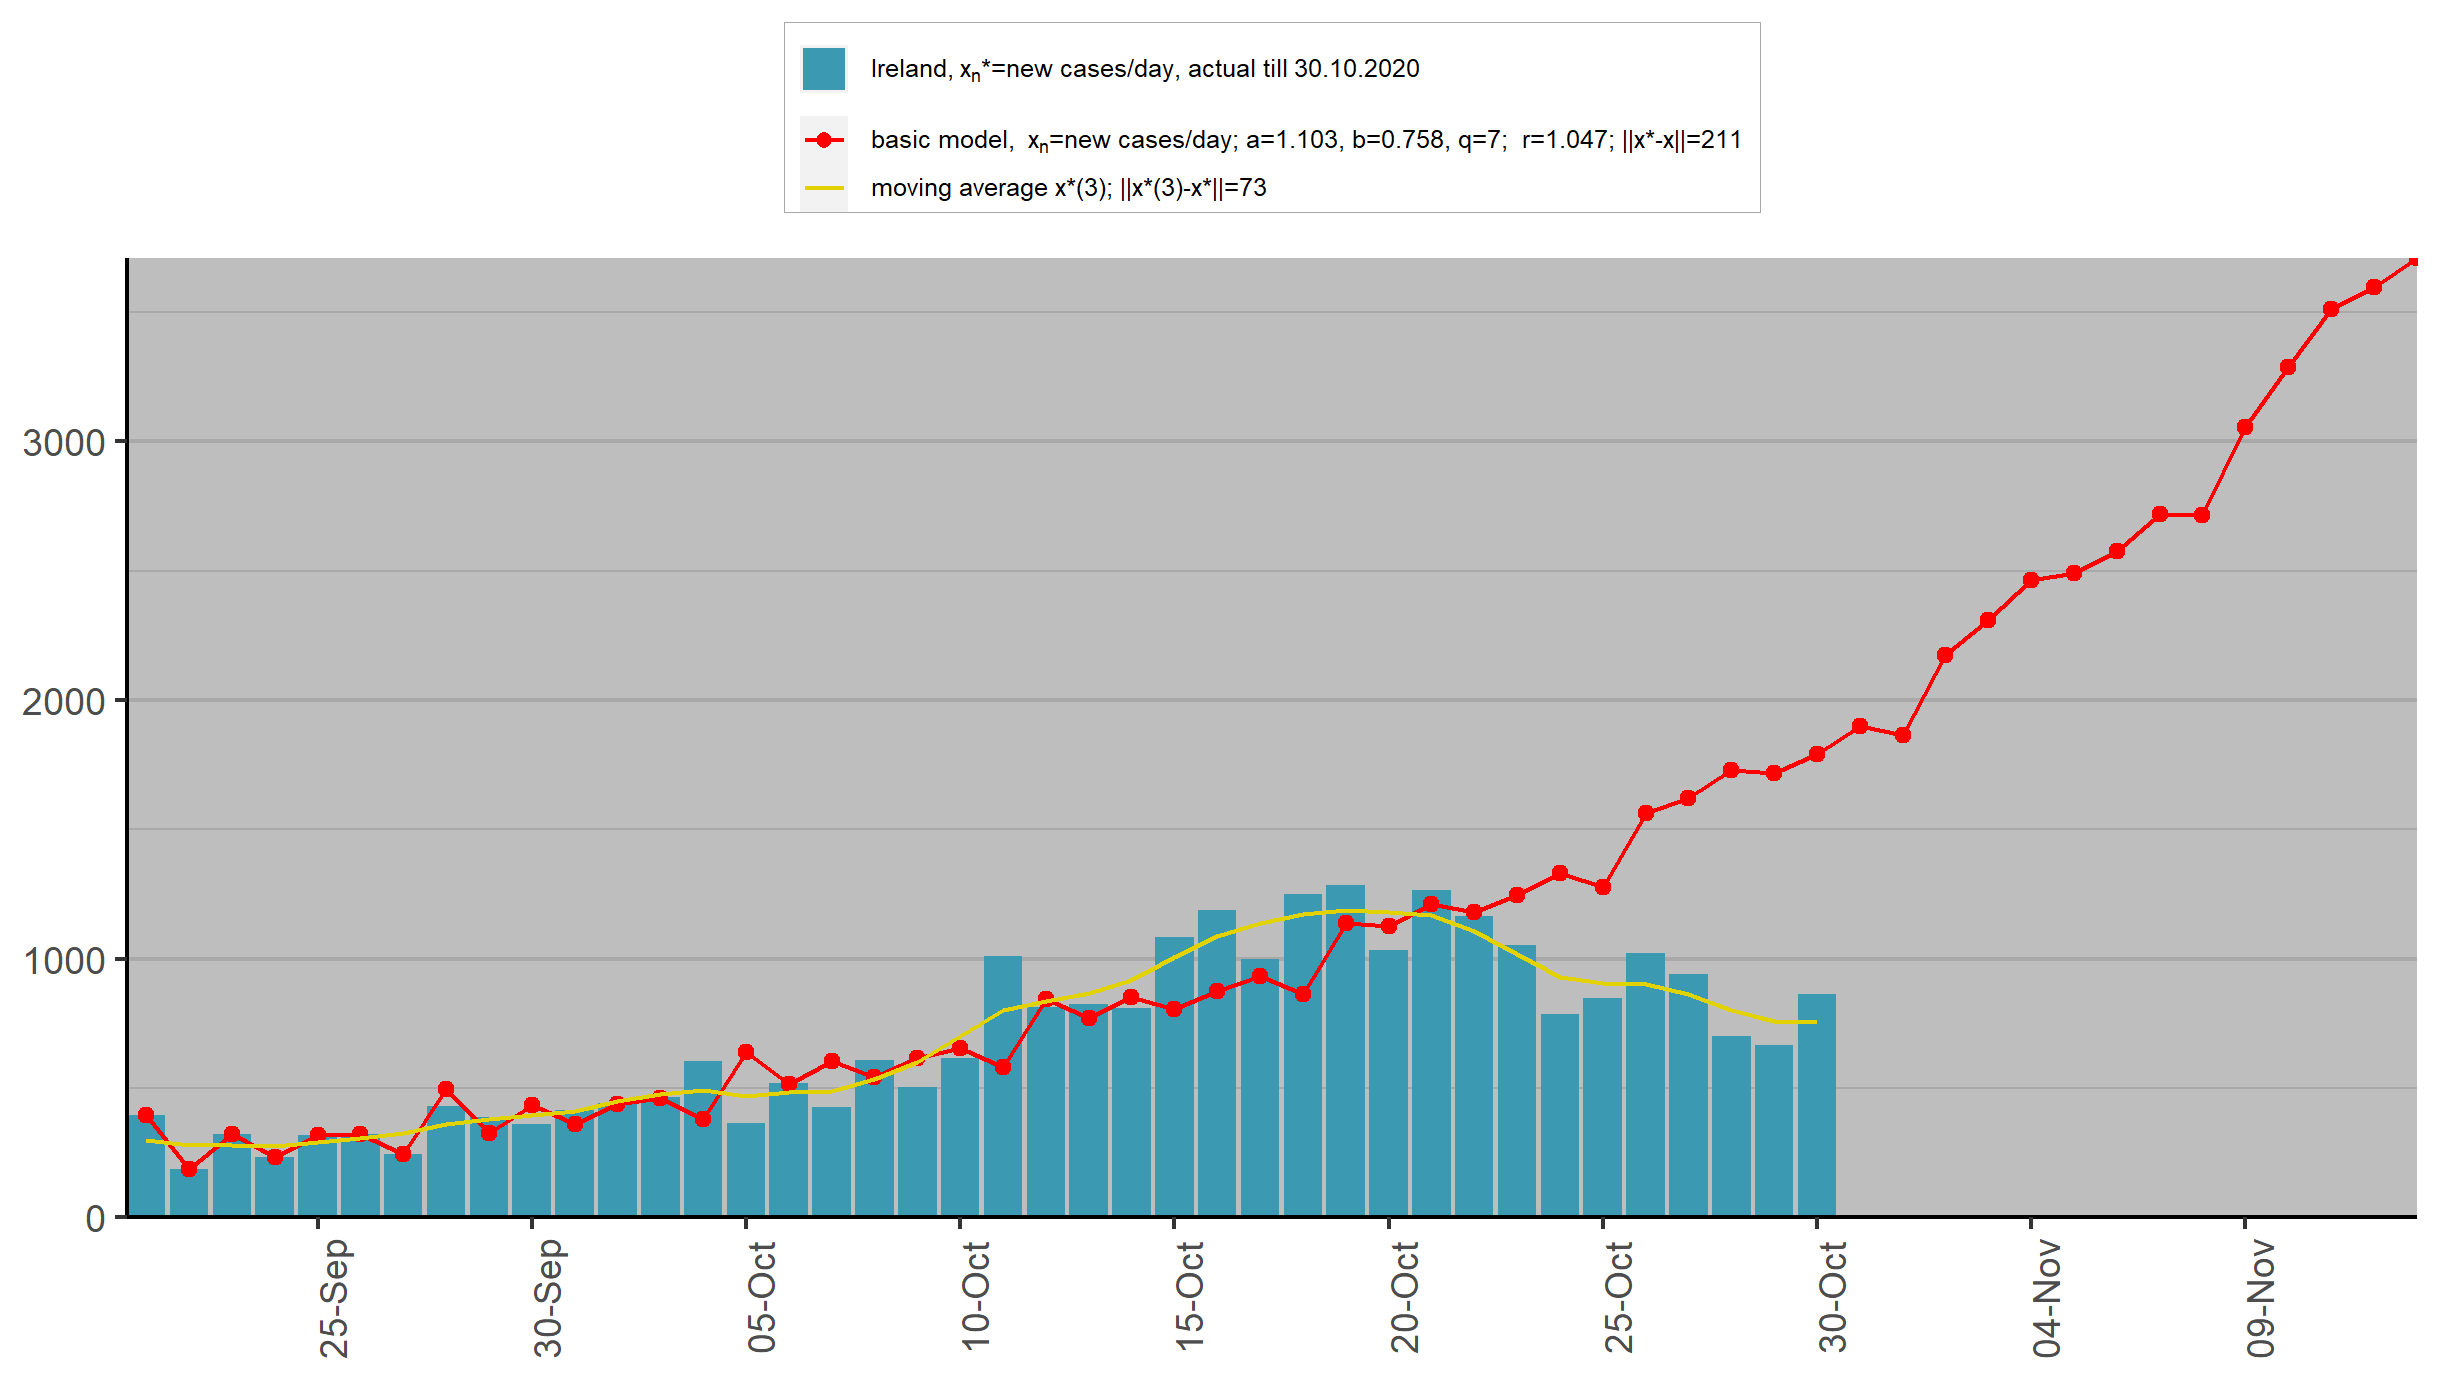 Ireland, xₙ*=new cases/day, actual till 30.10.2020
basic model,  xₙ=new cases/day; a=1.103, b=0.758, q=7;  r=1.047; ||x*-x||=211
moving average x*(3); ||x*(3)-x*||=73
3000
2000
1000
0
25-Sep
30-Sep
05-Oct
10-Oct
15-Oct
20-Oct
25-Oct
30-Oct
04-Nov
09-Nov